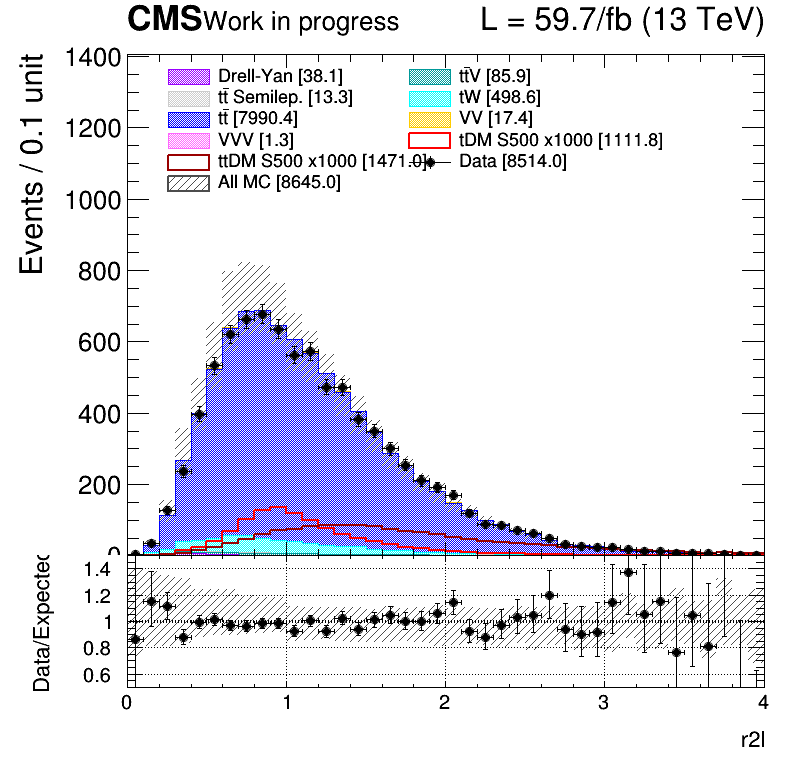 CMS Work in progress L = 59.7/fb (13 TeV)
Events / 0.1 unit
1400
1200
1000
800
600
400
200
0
Drell-Yan [38.1]
tt̄V [85.9]
tt̄ Semilep. [13.3]
tW [498.6]
tt̄ [7990.4]
VV [17.4]
VVV [1.3]
tDM S500 x1000 [1111.8]
ttDM S500 x1000 [1471.0]
Data [8514.0]
All MC [8645.0]
Data/Expected
1.4
1.2
1
0.8
0.6
0 1 2 3 4
r2l